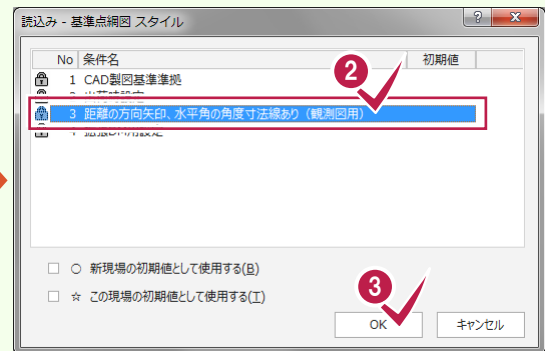 読込み - 基準点網図 スタイル
?
No 条件名 初期値
1 CAD製図基準準拠
2
3 距離の方向矢印、水平角の角度寸法線あり（観測図用）
❷
○ 新現場の初期値として使用する(B)
☆ この現場の初期値として使用する(T)
❸
OK キャンセル